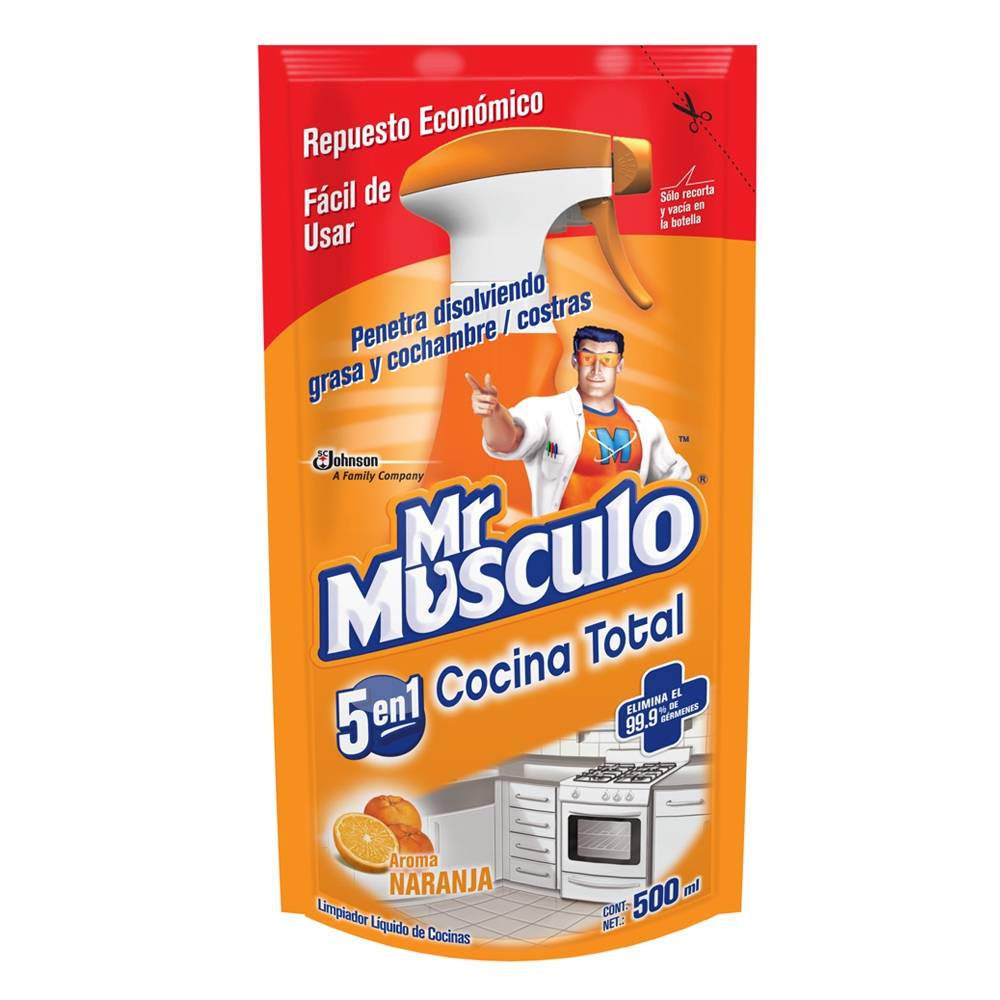 Repuesto Económico
Fácil de
Usar
Sólo recorta
y vacía en
la botella
Penetra disolviendo
grasa y cochambre / costras
TM
M
SC Johnson
A Family Company
Mr
Musculo®
5 en 1 Cocina Total
ELIMINA EL
99.9% DE
GÉRMENES
Aroma
NARANJA
Limpiador Líquido de Cocinas
CONT.
NET.: 500 ml